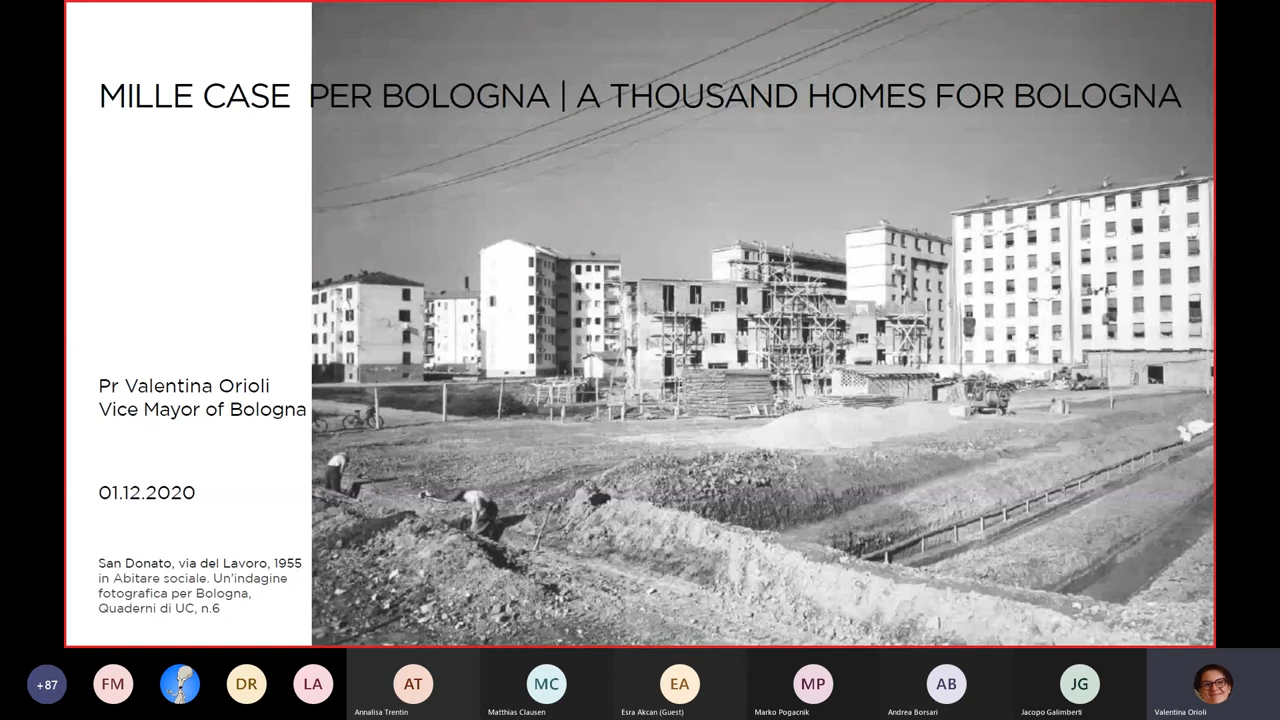 MILLE CASE PER BOLOGNA | A THOUSAND HOMES FOR BOLOGNA
Pr Valentina Orioli
Vice Mayor of Bologna
01.12.2020
San Donato, via del Lavoro, 1955
in Abitare sociale. Un'indagine
fotografica per Bologna,
Quaderni di UC, n.6
+87
FM
DR
LA
AT
MC
EA
MP
AB
JG
Annalisa Trentin
Matthias Clausen
Esra Akcan (Guest)
Marko Pogacnik
Andrea Borsari
Jacopo Galimberti
Valentina Orioli